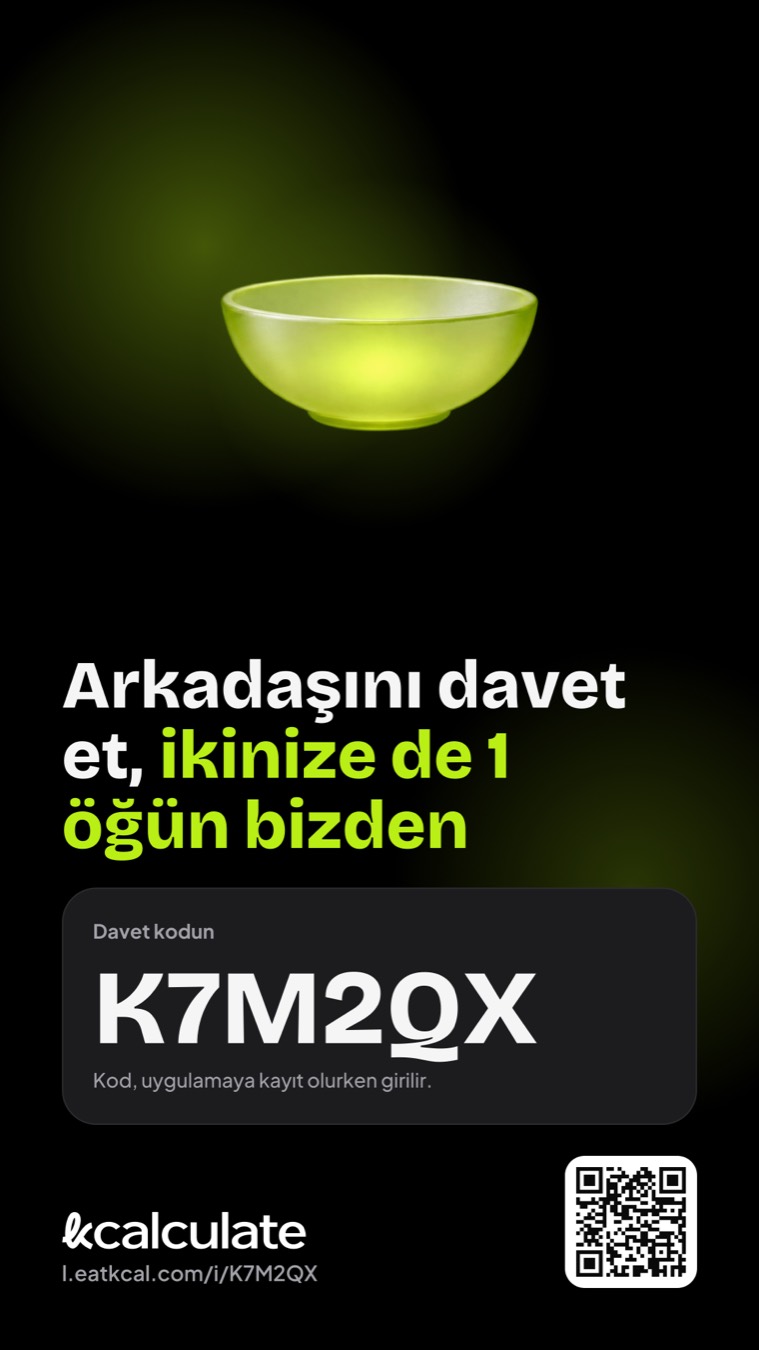 Arkadaşını davet
et, ikinize de 1
öğün bizden
Davet kodun
K7M2QX
Kod, uygulamaya kayıt olurken girilir.
kcalculate
l.eatkcal.com/i/K7M2QX